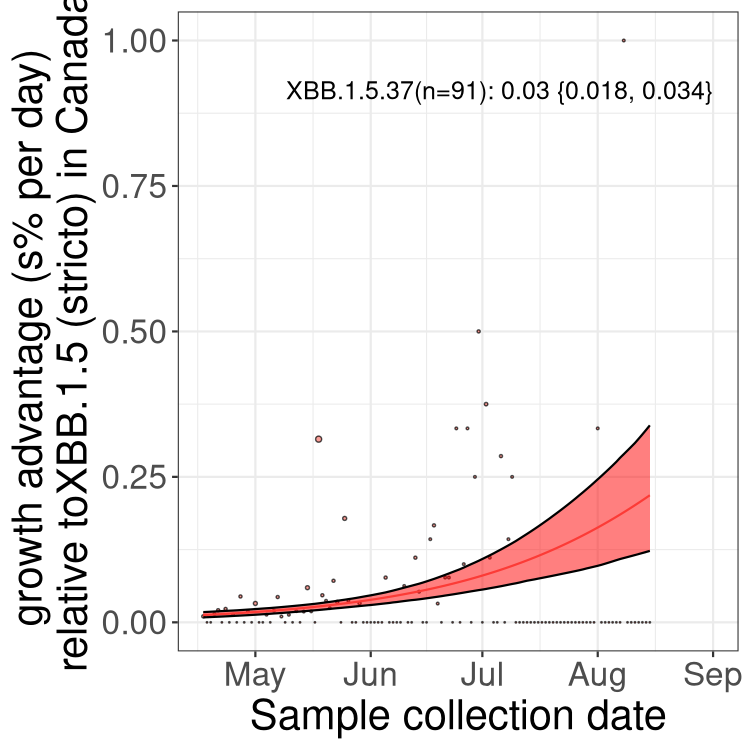 growth advantage (s% per day)
relative toXBB.1.5 (stricto) in Canada
1.00
XBB.1.5.37(n=91): 0.03 {0.018, 0.034}
0.75
0.50
0.25
0.00
May Jun Jul Aug Sep
Sample collection date